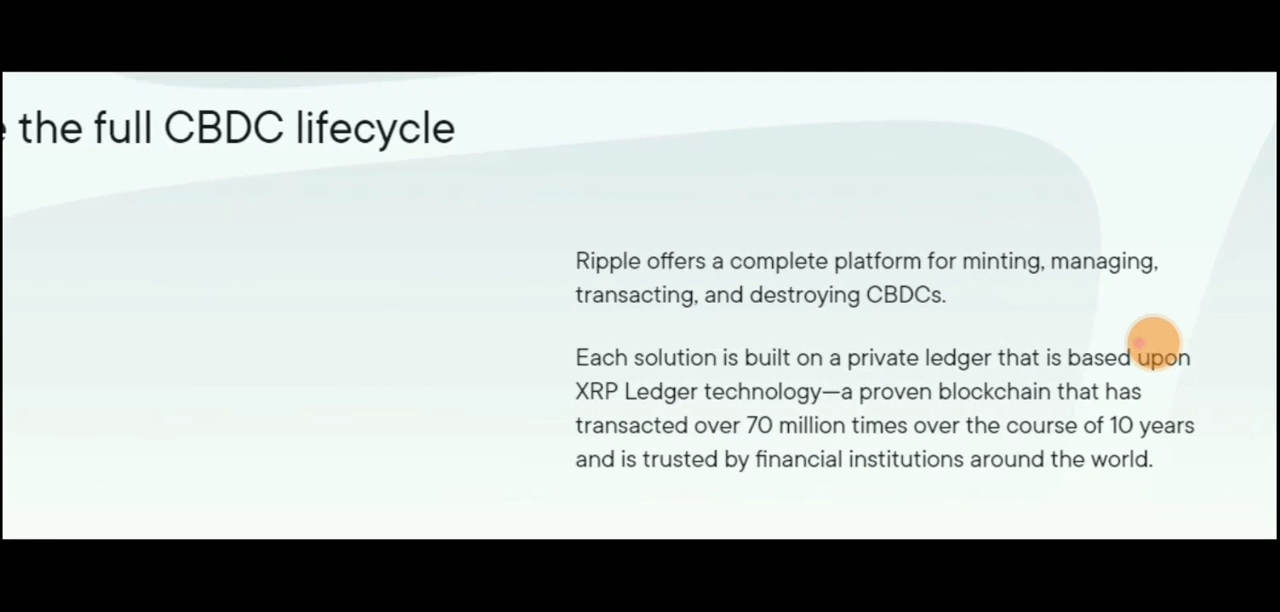 the full CBDC lifecycle
Ripple offers a complete platform for minting, managing,
transacting, and destroying CBDCs.
Each solution is built on a private ledger that is based upon
XRP Ledger technology—a proven blockchain that has
transacted over 70 million times over the course of 10 years
and is trusted by financial institutions around the world.